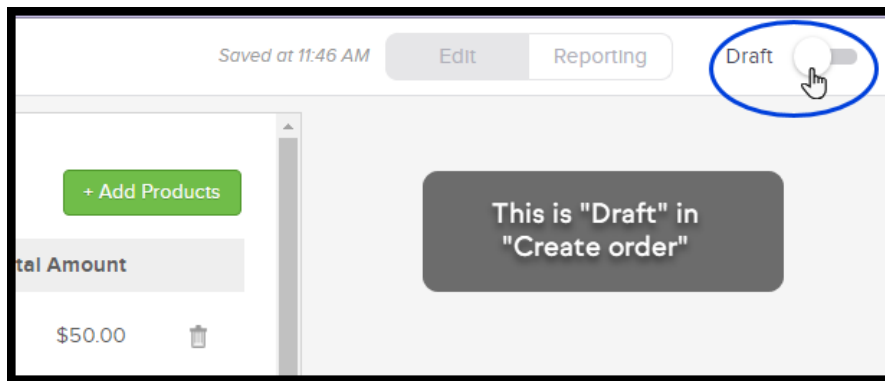 Saved at 11:46 AM
Edit
Reporting
Draft
+ Add Products
This is "Draft" in
"Create order"
tal Amount
$50.00